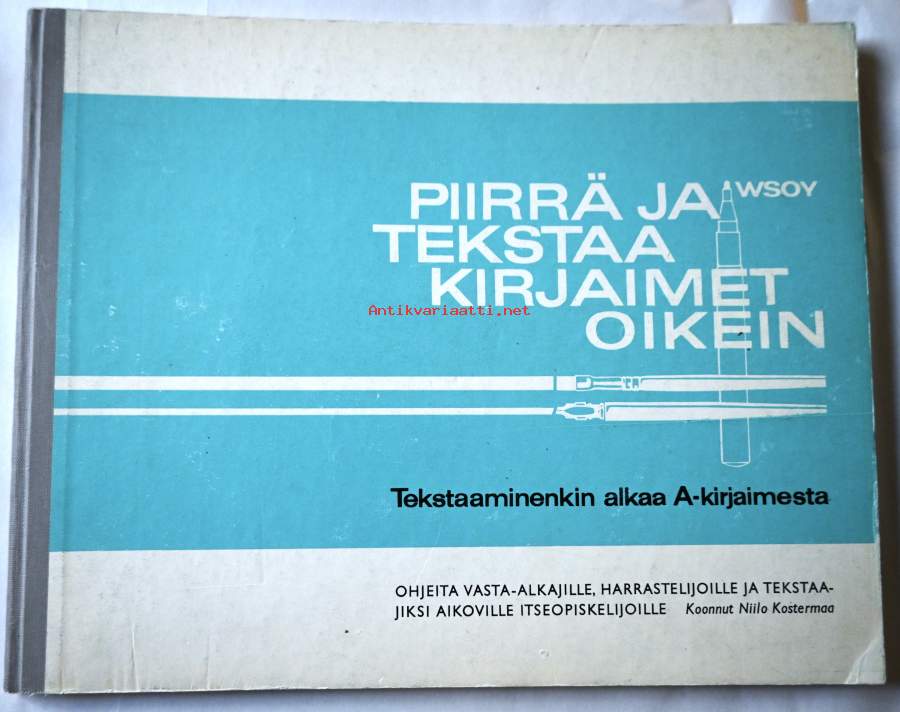 PIIRRÄ JA WSOY
TEKSTAA
KIRJAIMET
Antikvariaatti.net
OIKEIN
Tekstaaminenkin alkaa A-kirjaimesta
OHJEITA VASTA-ALKAJILLE, HARRASTELIJOILLE JA TEKSTAA-
JIKSI AIKOVILLE ITSEOPISKELIJOILLE Koonnut Niilo Kostermaa